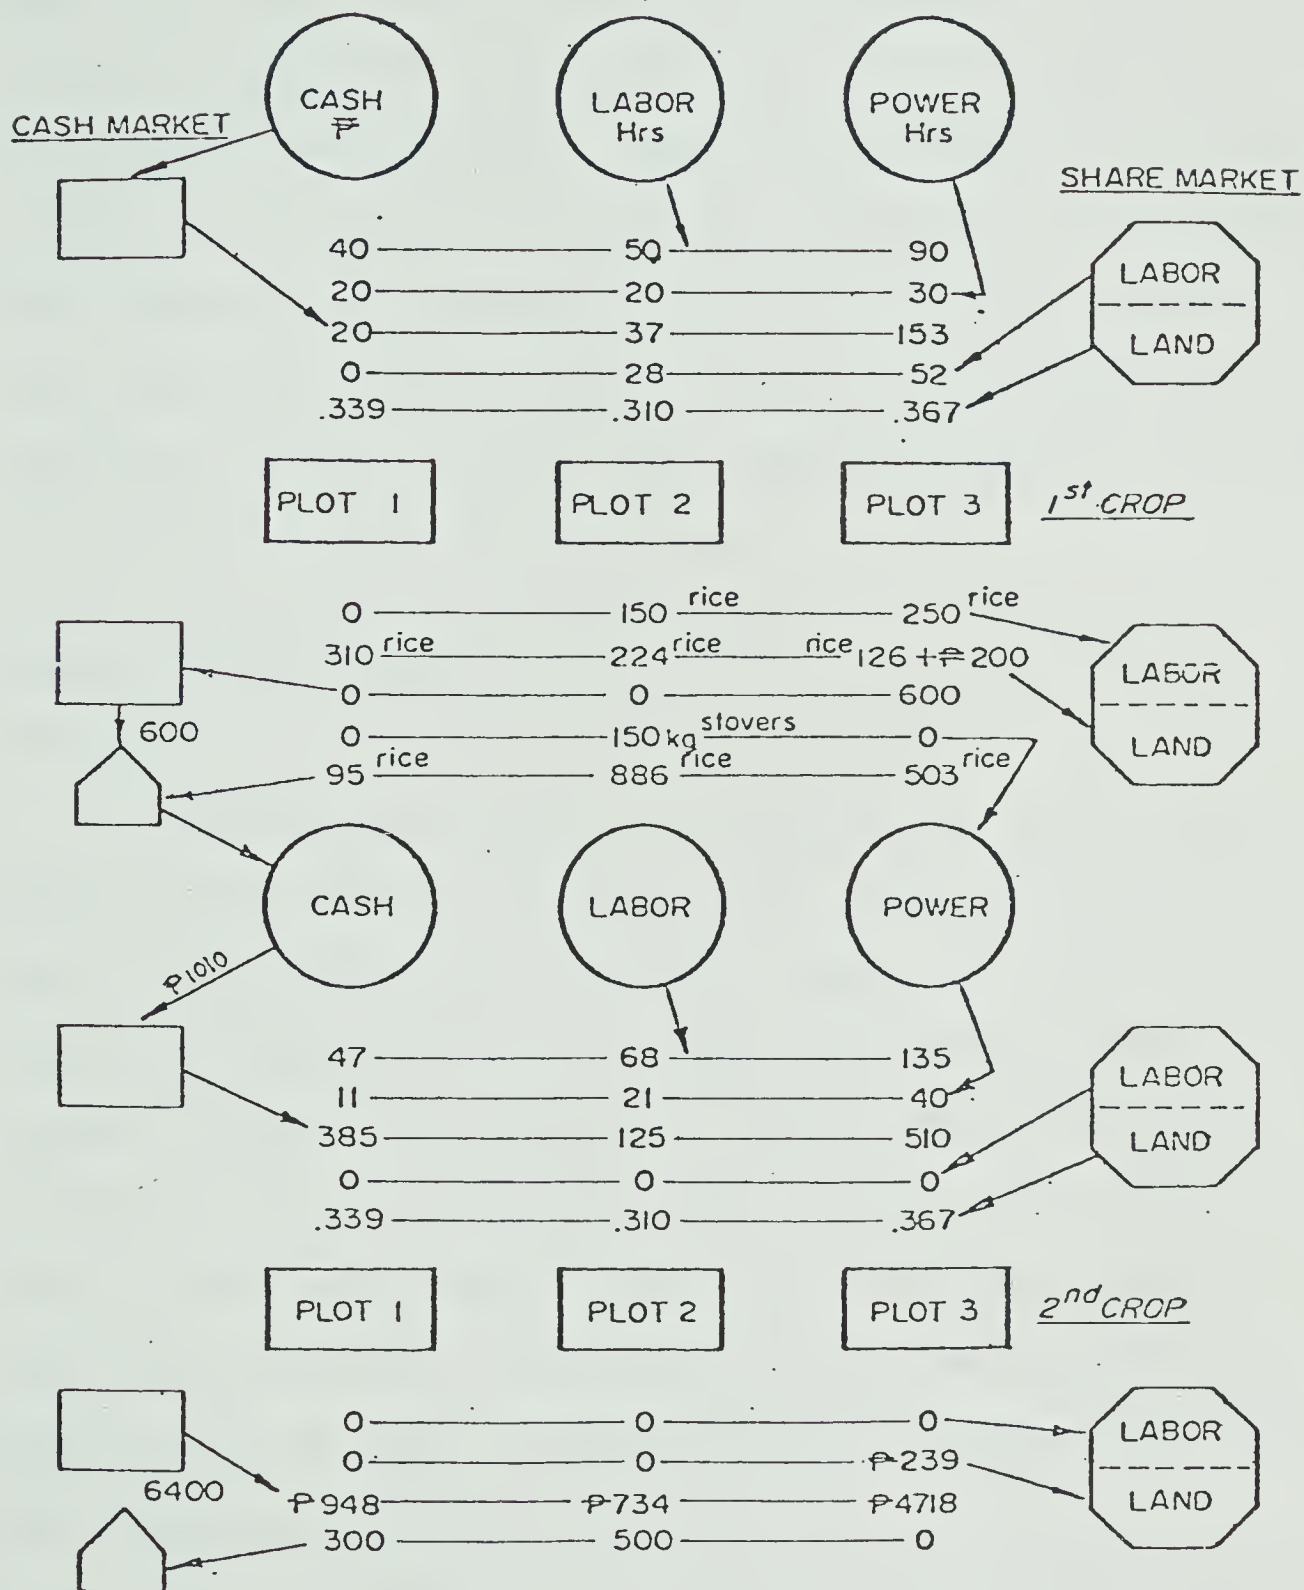 CASH ₱
LABOR Hrs
POWER Hrs
CASH MARKET
SHARE MARKET
40 50 90
LABOR
20 20 30
20 37 153
LAND
0 28 52
.339 .310 .367
PLOT 1 PLOT 2 PLOT 3 1st CROP
0 150 rice 250 rice
310 rice 224 rice rice 126 + ₱200
LABOR
0 0 600
600 0 150 kg stovers 0
LAND
95 rice 886 rice 503 rice
CASH LABOR POWER
₱1010
47 68 135
LABOR
11 21 40
385 125 510
LAND
0 0 0
.339 .310 .367
PLOT 1 PLOT 2 PLOT 3 2nd CROP
0 0 0
LABOR
0 0 ₱239
6400
₱948 ₱734 ₱4718
LAND
300 500 0